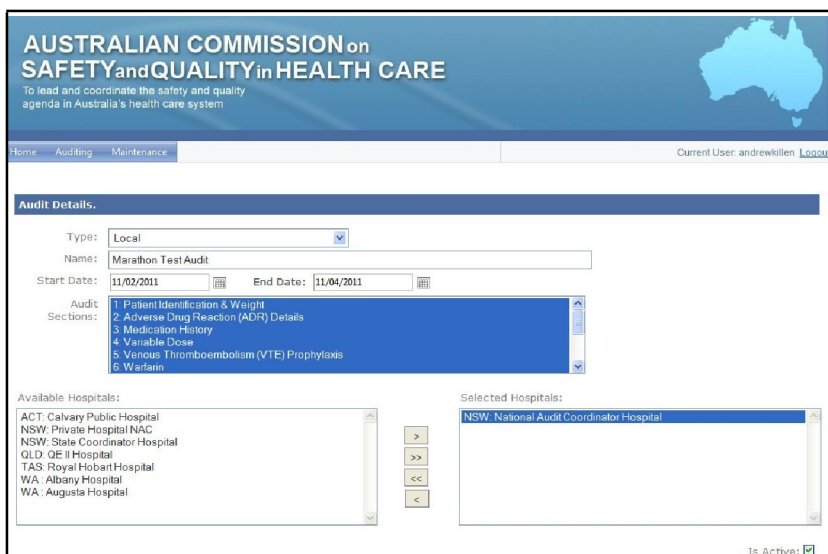 AUSTRALIAN COMMISSION on
SAFETY and QUALITY in HEALTH CARE
To lead and coordinate the safety and quality
agenda in Australia's health care system
Home Auditing Maintenance Current User: andrewkillen Logou
Audit Details.
Type: Local
Name: Marathon Test Audit
Start Date: 11/02/2011 End Date: 11/04/2011
Audit
Sections:
1: Patient Identification & Weight
2: Adverse Drug Reaction (ADR) Details
3: Medication History
4: Variable Dose
5: Venous Thromboembolism (VTE) Prophylaxis
6: Warfarin
Available Hospitals:
ACT: Calvary Public Hospital
NSW: Private Hospital NAC
NSW: State Coordinator Hospital
QLD: QE II Hospital
TAS: Royal Hobart Hospital
WA : Albany Hospital
WA : Augusta Hospital
>
>>
<<
<
Selected Hospitals:
NSW: National Audit Coordinator Hospital
Is Active: